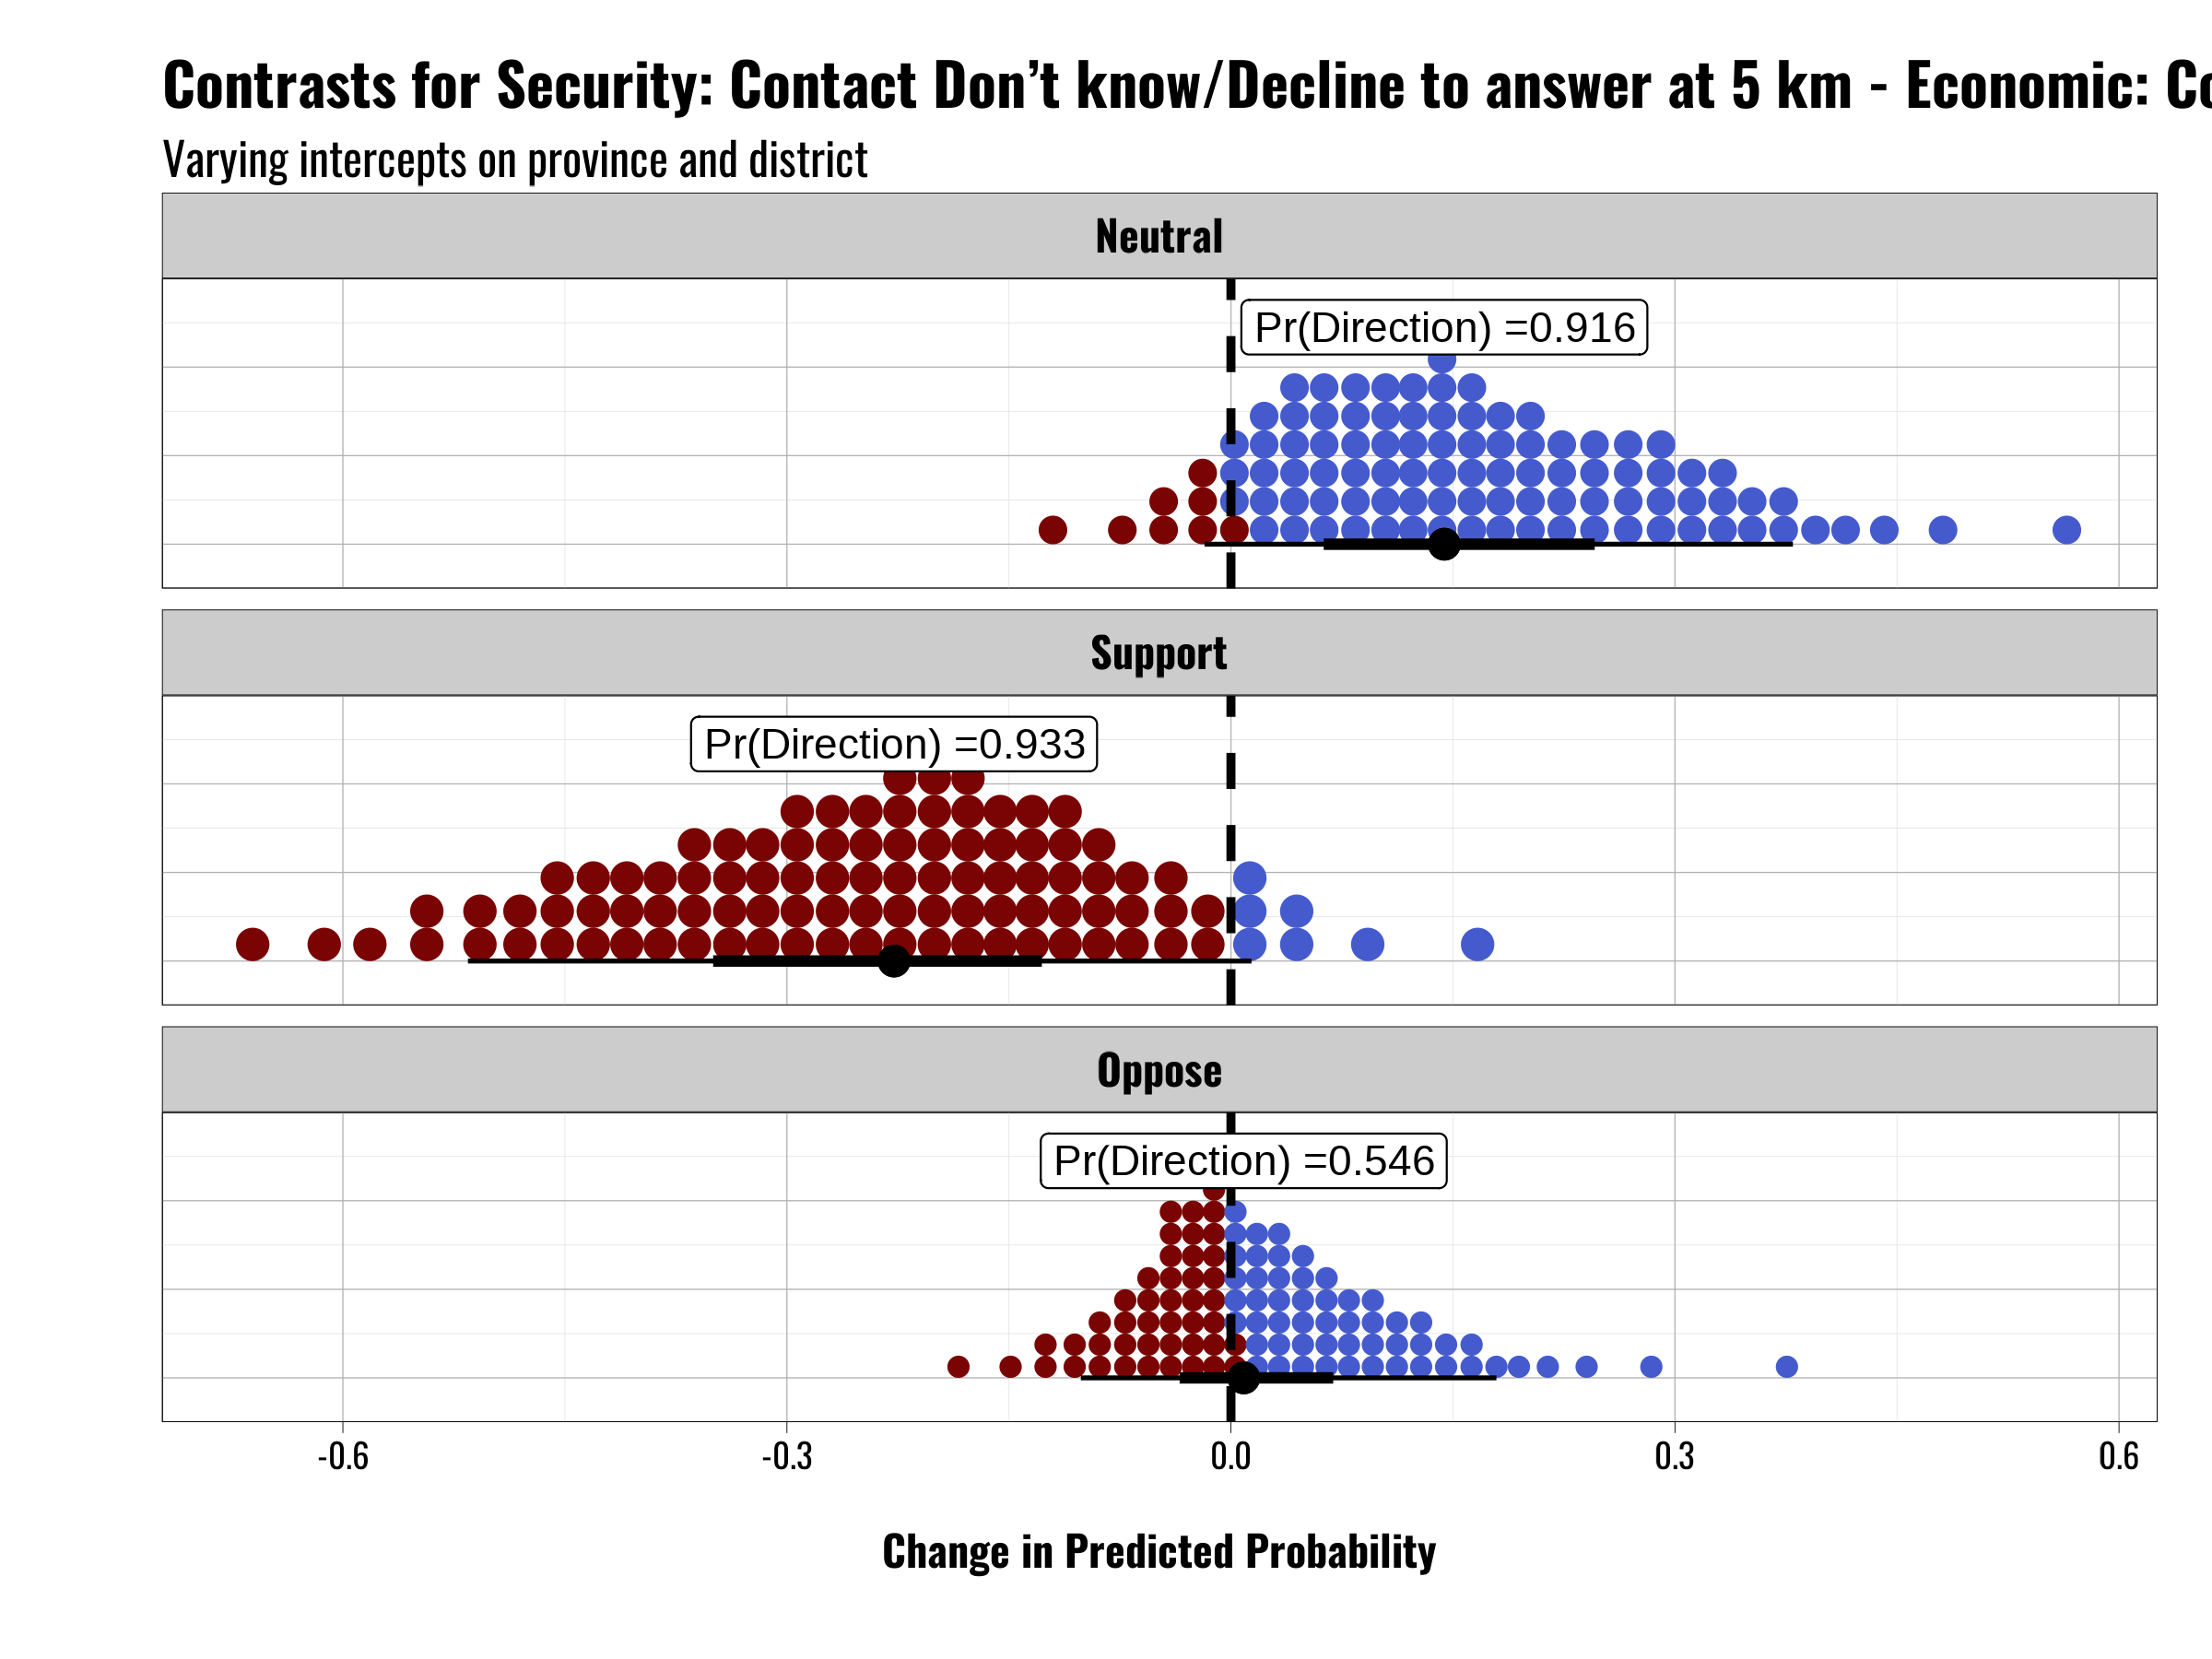 Contrasts for Security: Contact Don’t know/Decline to answer at 5 km - Economic: Co
Varying intercepts on province and district
Neutral
Pr(Direction) =0.916
Support
Pr(Direction) =0.933
Oppose
Pr(Direction) =0.546
-0.6 -0.3 0.0 0.3 0.6
Change in Predicted Probability